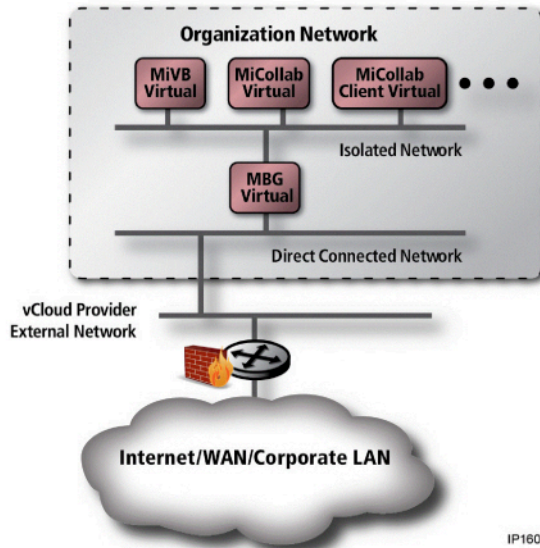 Organization Network
MiVB
Virtual
MiCollab
Virtual
MiCollab
Client Virtual
Isolated Network
MBG
Virtual
Direct Connected Network
vCloud Provider
External Network
Internet/WAN/Corporate LAN
IP160